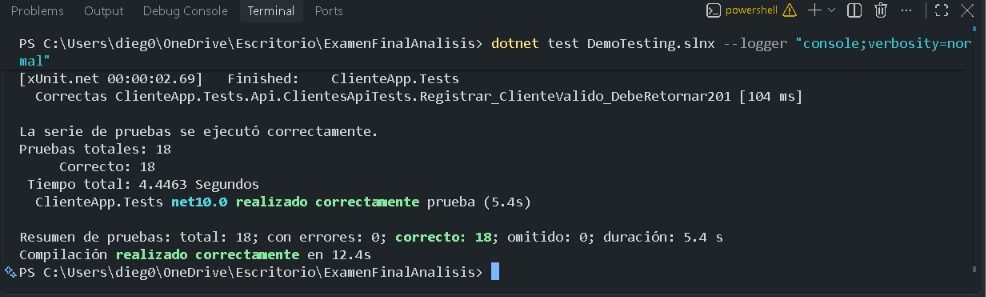 Problems Output Debug Console Terminal Ports powershell
PS C:\Users\dieg0\OneDrive\Escritorio\ExamenFinalAnalisis> dotnet test DemoTesting.slnx --logger "console;verbosity=nor
mal"
[xUnit.net 00:00:02.69]   Finished:    ClienteApp.Tests
  Correctas ClienteApp.Tests.Api.ClientesApiTests.Registrar_ClienteValido_DebeRetornar201 [104 ms]
La serie de pruebas se ejecutó correctamente.
Pruebas totales: 18
     Correcto: 18
 Tiempo total: 4.4463 Segundos
  ClienteApp.Tests net10.0 realizado correctamente prueba (5.4s)
Resumen de pruebas: total: 18; con errores: 0; correcto: 18; omitido: 0; duración: 5.4 s
Compilación realizado correctamente en 12.4s
PS C:\Users\dieg0\OneDrive\Escritorio\ExamenFinalAnalisis>